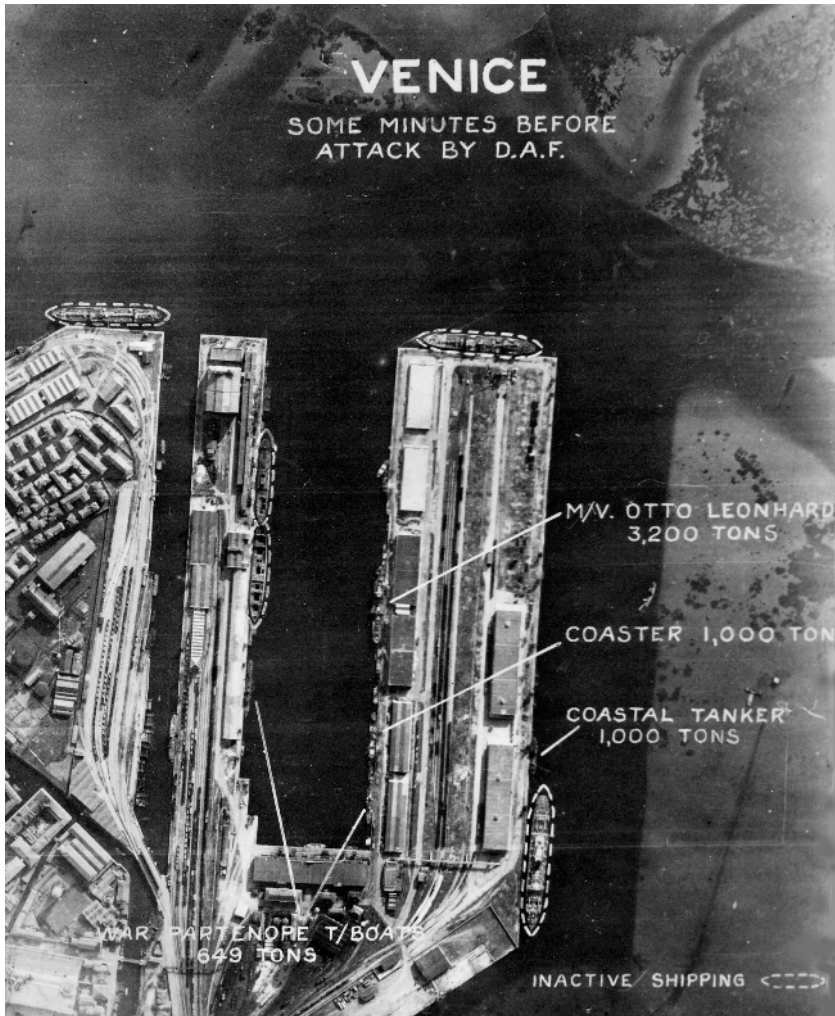 VENICE
SOME MINUTES BEFORE
ATTACK BY D.A.F.
M/V. OTTO LEONHARD
3,200 TONS
COASTER 1,000 TON
COASTAL TANKER
1,000 TONS
WAR PARTENOPE T/BOATS
649 TONS
INACTIVE SHIPPING